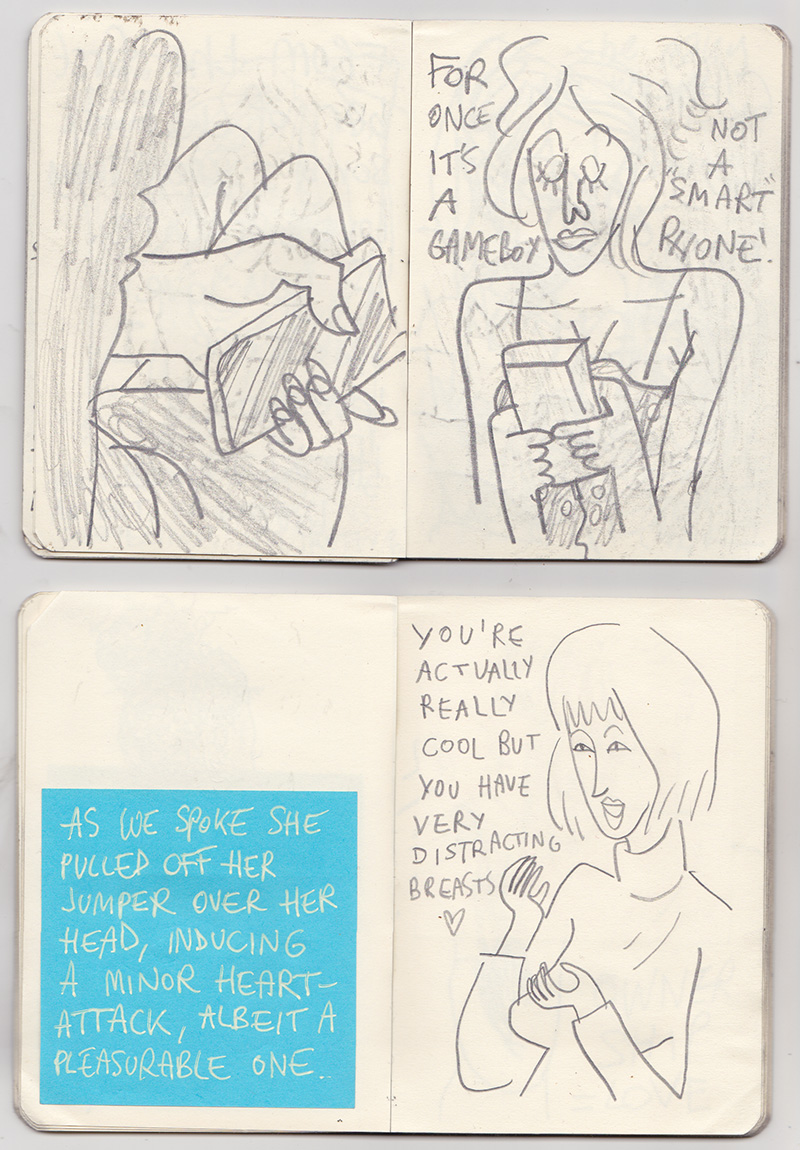 FOR
ONCE
IT'S
A
GAMEBOY
NOT
A
"SMART"
PHONE!
AS WE SPOKE SHE
PULLED OFF HER
JUMPER OVER HER
HEAD, INDUCING
A MINOR HEART-
ATTACK, ALBEIT A
PLEASURABLE ONE..
YOU'RE
ACTUALLY
REALLY
COOL BUT
YOU HAVE
VERY
DISTRACTING
BREASTS